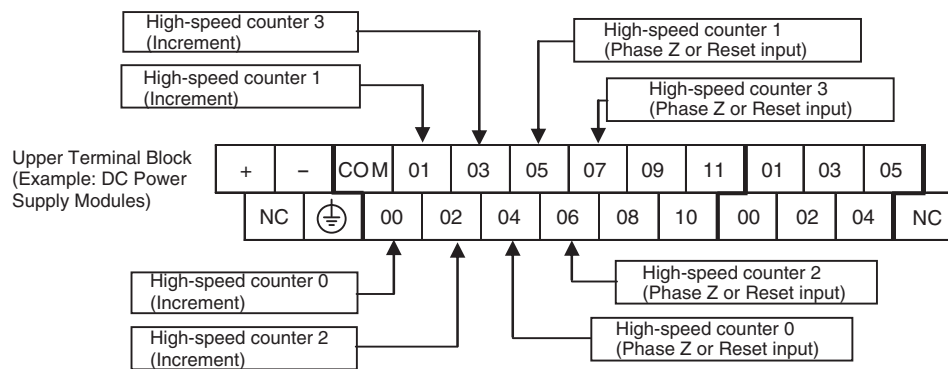 High-speed counter 3
(Increment)
High-speed counter 1
(Phase Z or Reset input)
High-speed counter 1
(Increment)
High-speed counter 3
(Phase Z or Reset input)
Upper Terminal Block
(Example: DC Power
Supply Modules)
+ – COM 01 03 05 07 09 11 01 03 05
NC 00 02 04 06 08 10 00 02 04 NC
High-speed counter 0
(Increment)
High-speed counter 2
(Phase Z or Reset input)
High-speed counter 2
(Increment)
High-speed counter 0
(Phase Z or Reset input)